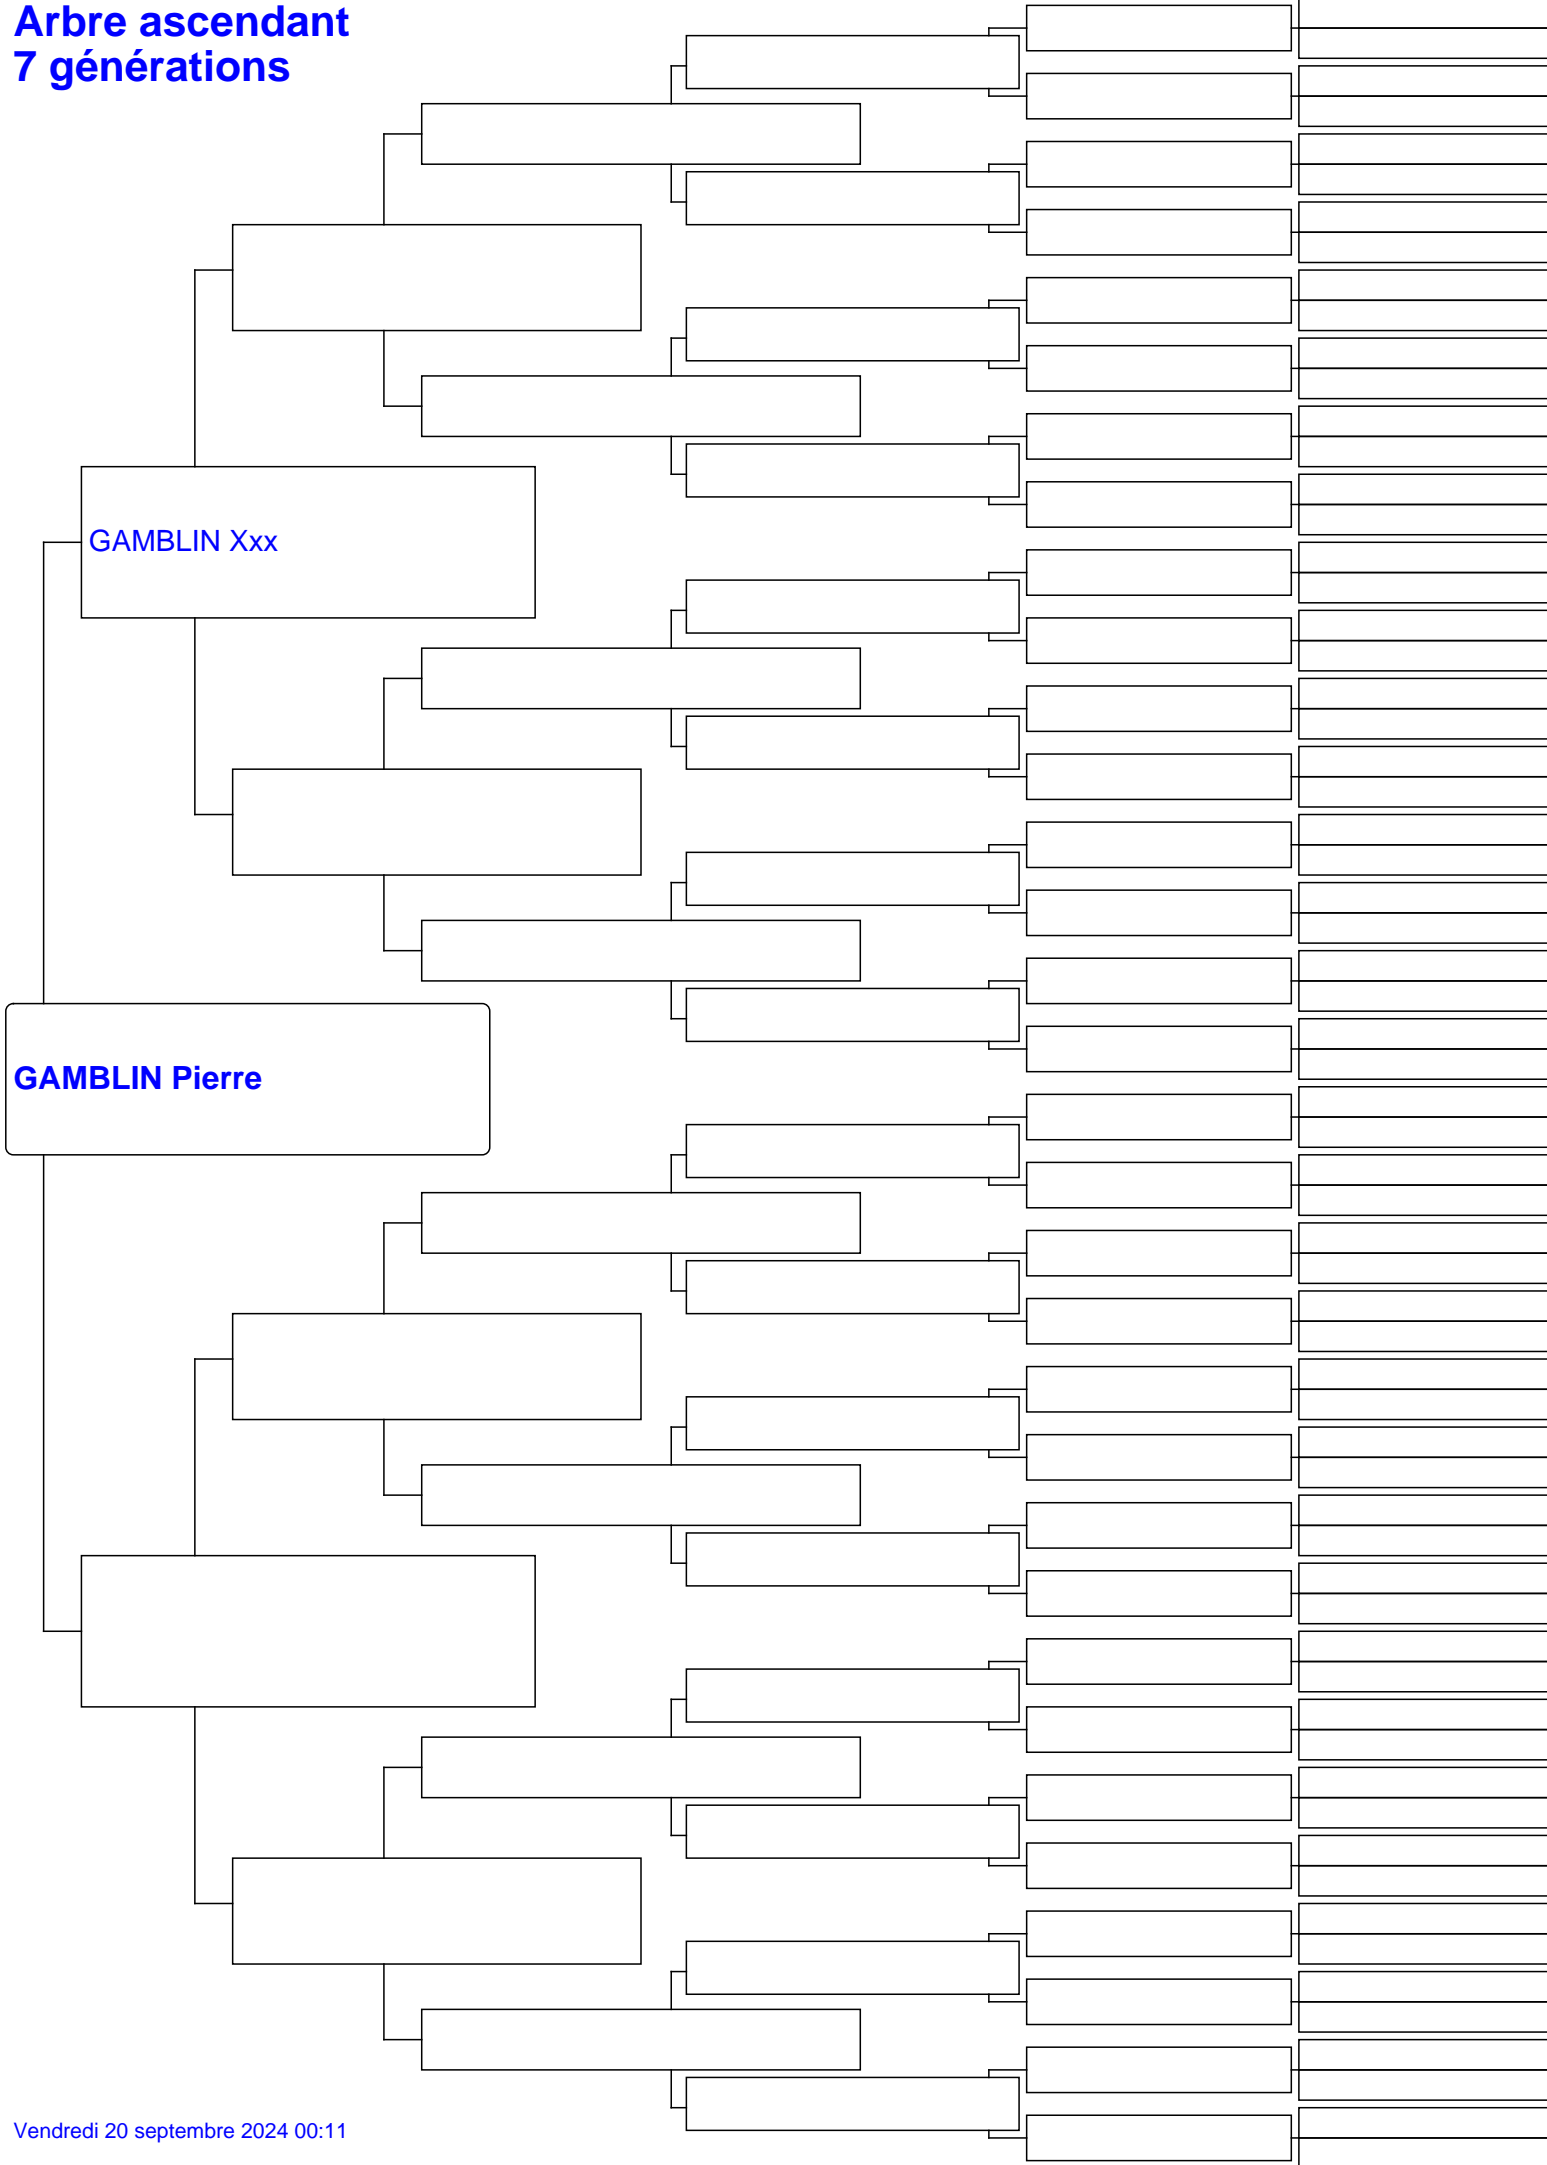 Arbre ascendant
7 générations
GAMBLIN Xxx
GAMBLIN Pierre
Vendredi 20 septembre 2024 00:11